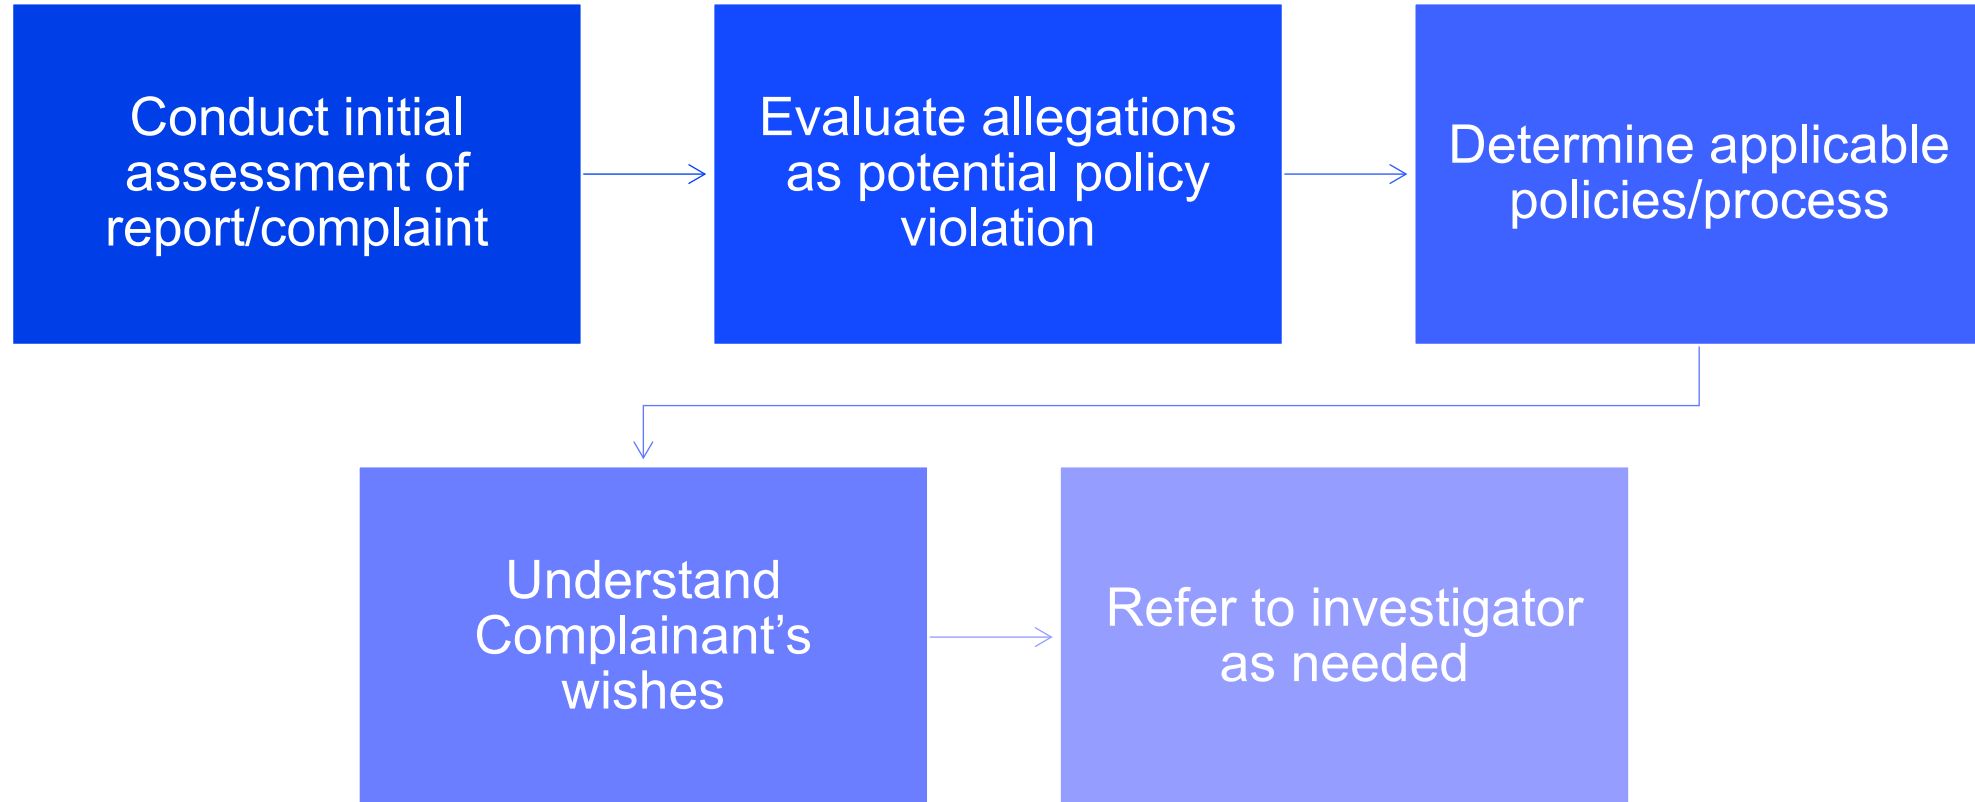 Conduct initial
assessment of
report/complaint
Evaluate allegations
as potential policy
violation
Determine applicable
policies/process
Understand
Complainant’s
wishes
Refer to investigator
as needed